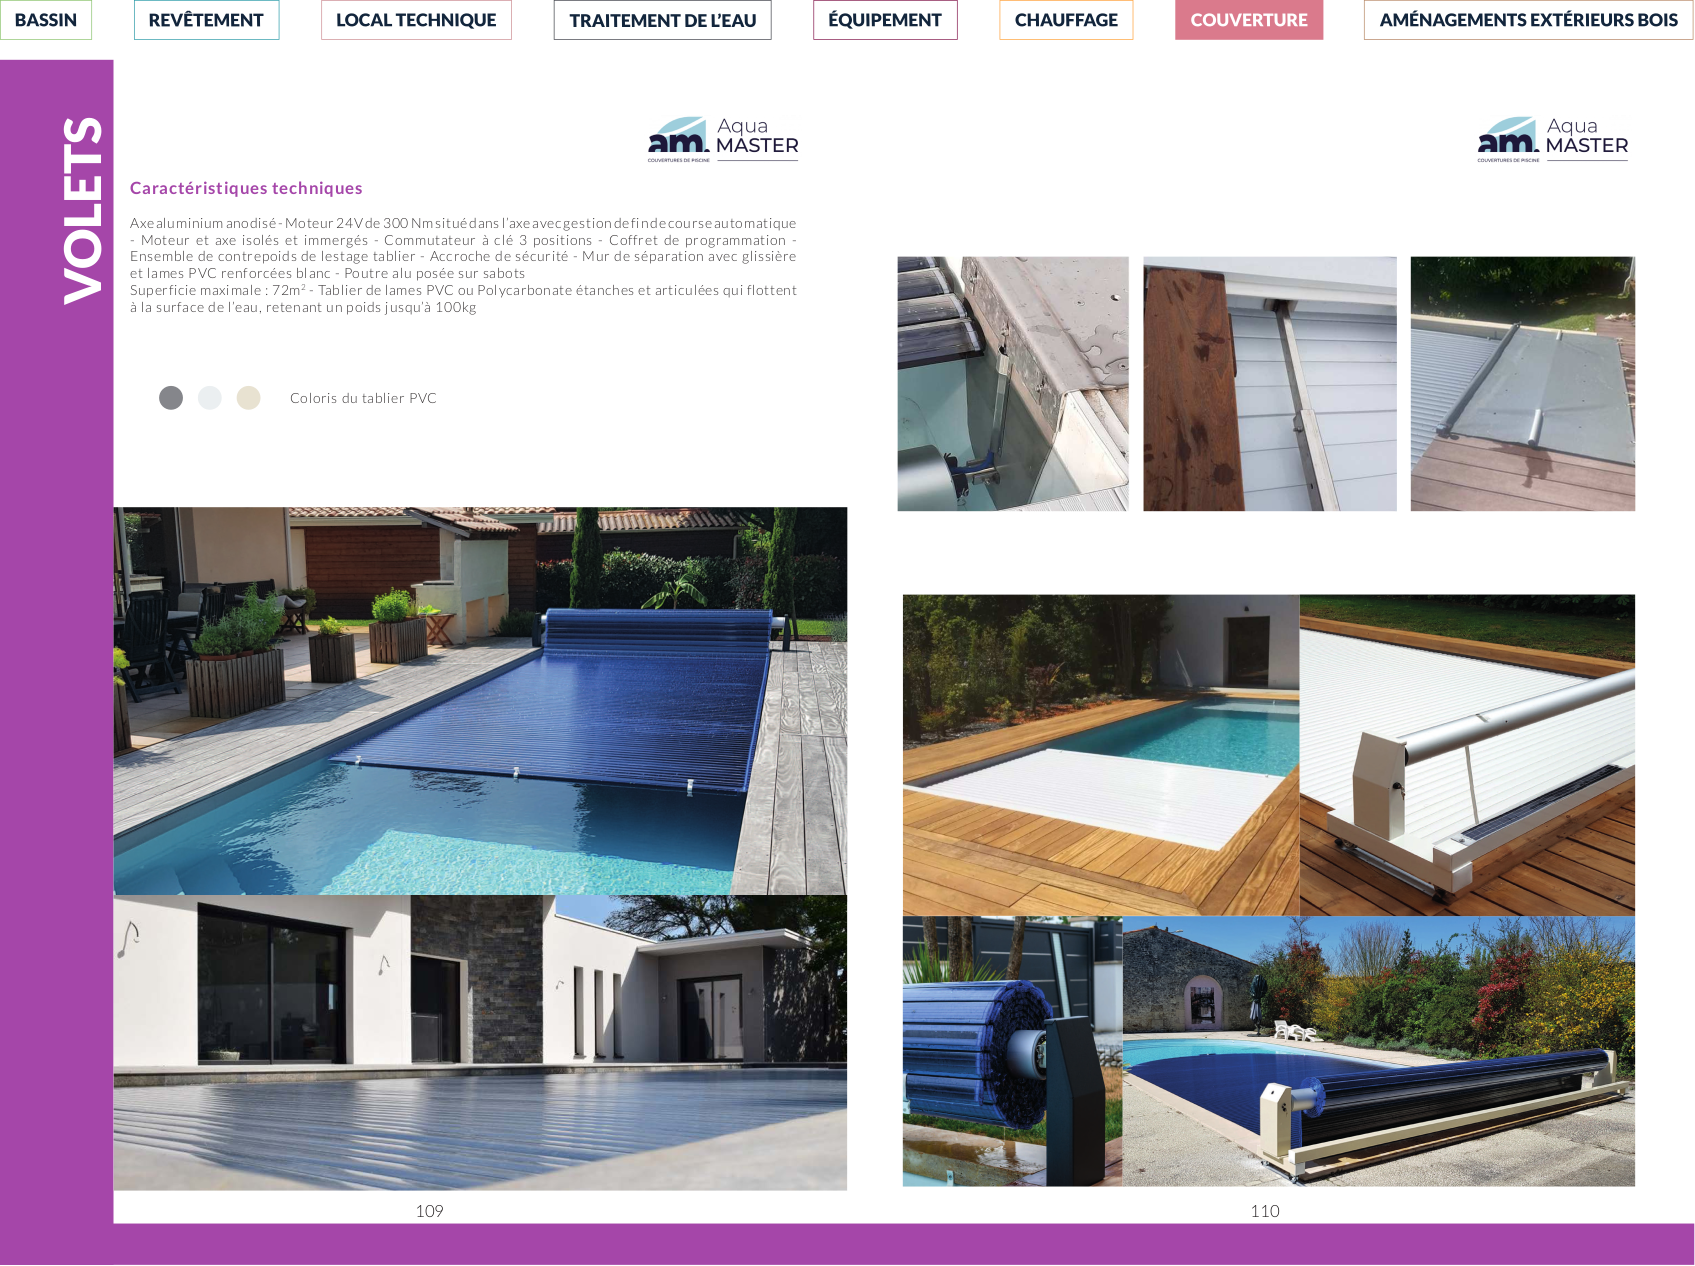 BASSIN
REVÊTEMENT
LOCAL TECHNIQUE
TRAITEMENT DE L'EAU
ÉQUIPEMENT
CHAUFFAGE
COUVERTURE
AMÉNAGEMENTS EXTÉRIEURS BOIS
VOLETS
am. Aqua
MASTER
COUVERTURES DE PISCINE
am. Aqua
MASTER
COUVERTURES DE PISCINE
Caractéristiques techniques
Axe aluminium anodisé - Moteur 24V de 300 Nm situé dans l'axe avec gestion de fin de course automatique
- Moteur et axe isolés et immergés - Commutateur à clé 3 positions - Coffret de programmation -
Ensemble de contrepoids de lestage tablier - Accroche de sécurité - Mur de séparation avec glissière
et lames PVC renforcées blanc - Poutre alu posée sur sabots
Superficie maximale : 72m² - Tablier de lames PVC ou Polycarbonate étanches et articulées qui flottent
à la surface de l'eau, retenant un poids jusqu'à 100kg
Coloris du tablier PVC
109
110